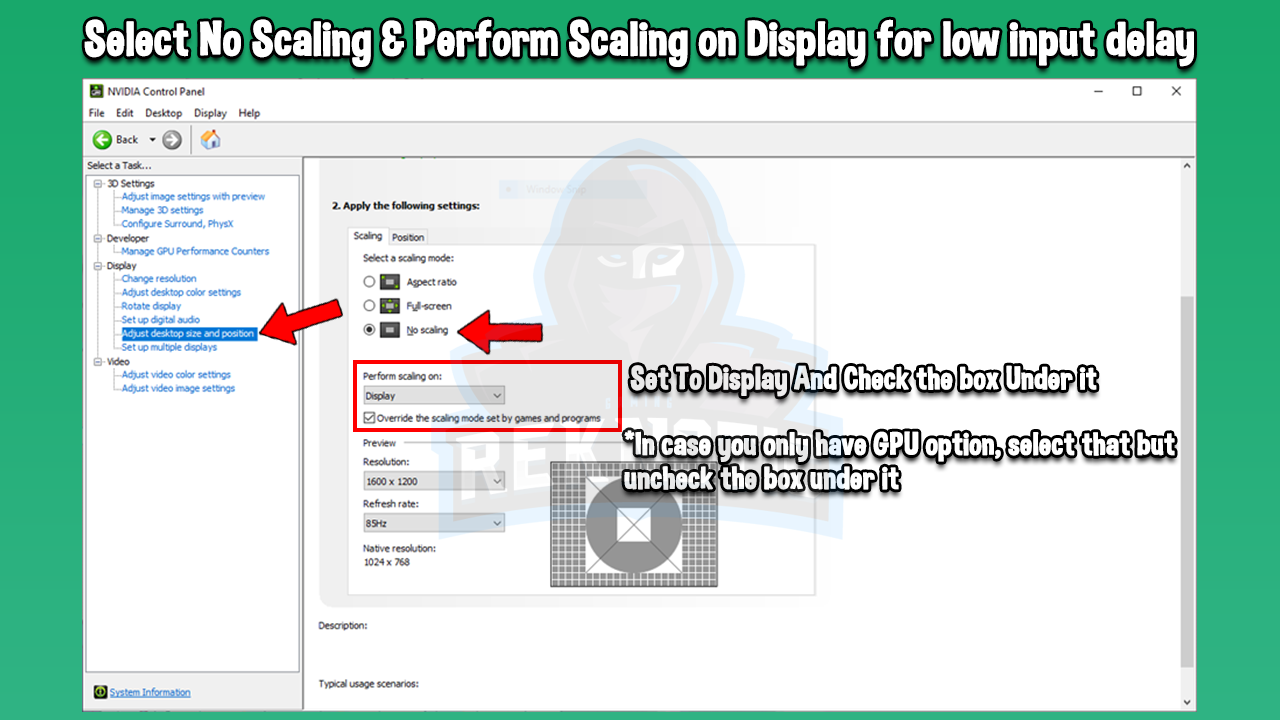 Select No Scaling & Perform Scaling on Display for low input delay
NVIDIA Control Panel
File Edit Desktop Display Help
Back
Select a Task...
3D Settings
Adjust image settings with preview
Manage 3D settings
Configure Surround, PhysX
Developer
Manage GPU Performance Counters
Display
Change resolution
Adjust desktop color settings
Rotate display
Set up digital audio
Adjust desktop size and position
Set up multiple displays
Video
Adjust video color settings
Adjust video image settings
System Information
2. Apply the following settings:
Scaling Position
Select a scaling mode:
Aspect ratio
Full-screen
No scaling
Perform scaling on:
Display
Override the scaling mode set by games and programs
Set To Display And Check the box Under it
*In case you only have GPU option, select that but
uncheck the box under it
Preview
Resolution:
1600 x 1200
Refresh rate:
85Hz
Native resolution:
1024 x 768
Description:
Typical usage scenarios: